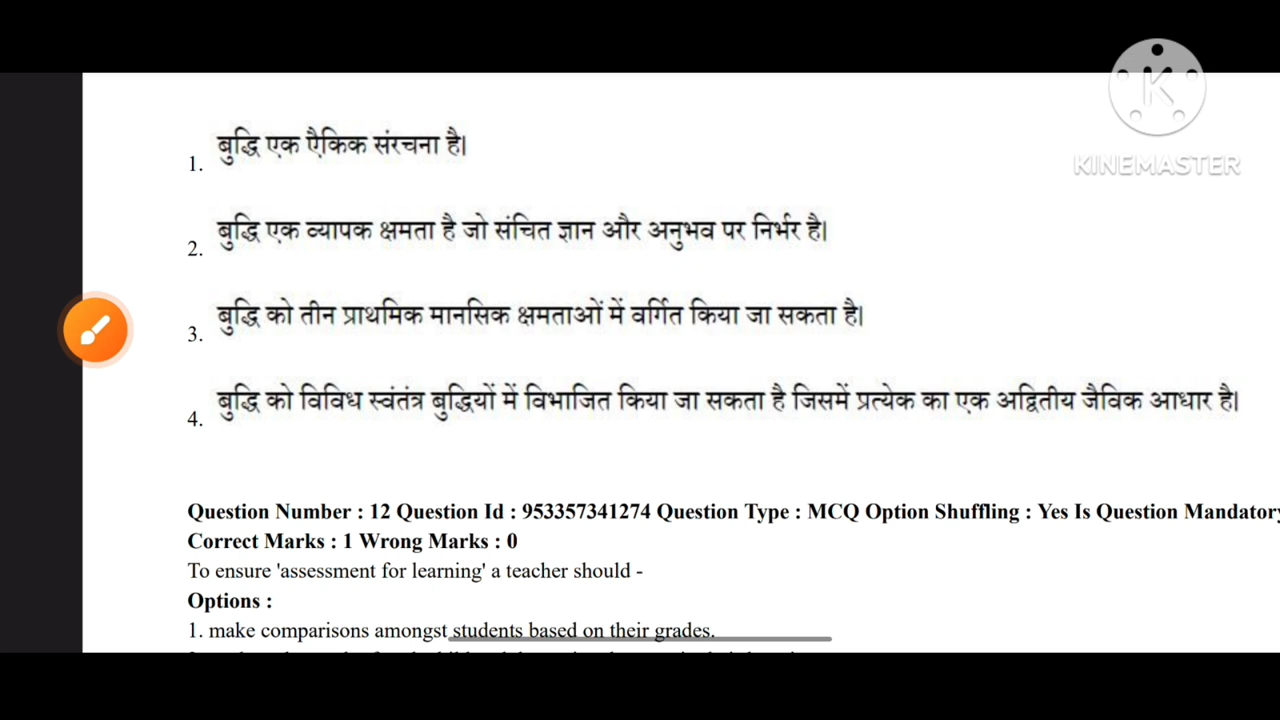 KINEMASTER
1. बुद्धि एक ऐकिक संरचना है।
2. बुद्धि एक व्यापक क्षमता है जो संचित ज्ञान और अनुभव पर निर्भर है।
3. बुद्धि को तीन प्राथमिक मानसिक क्षमताओं में वर्गित किया जा सकता है।
4. बुद्धि को विविध स्वंतंत्र बुद्धियों में विभाजित किया जा सकता है जिसमें प्रत्येक का एक अद्वितीय जैविक आधार है।
Question Number : 12 Question Id : 953357341274 Question Type : MCQ Option Shuffling : Yes Is Question Mandatory
Correct Marks : 1 Wrong Marks : 0
To ensure 'assessment for learning' a teacher should -
Options :
1. make comparisons amongst students based on their grades.